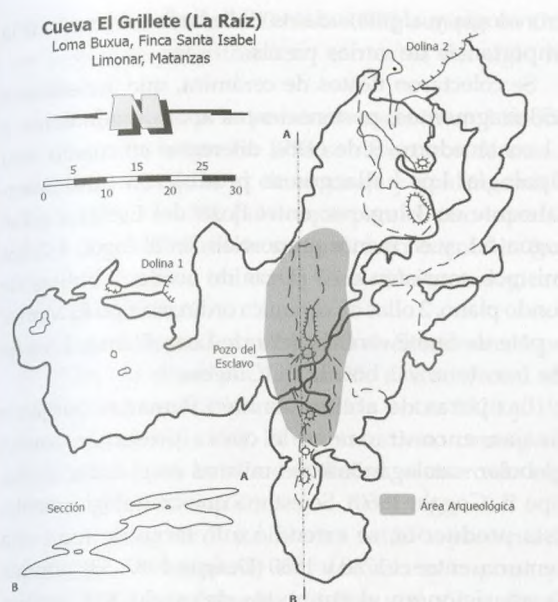 Cueva El Grillete (La Raíz)
Loma Buxua, Finca Santa Isabel
Limonar, Matanzas
N
5 15 25
0 10 20 30
Dolina 2
A
Dolina 1
Pozo del
Esclavo
A
Área Arqueológica
Sección
B
B